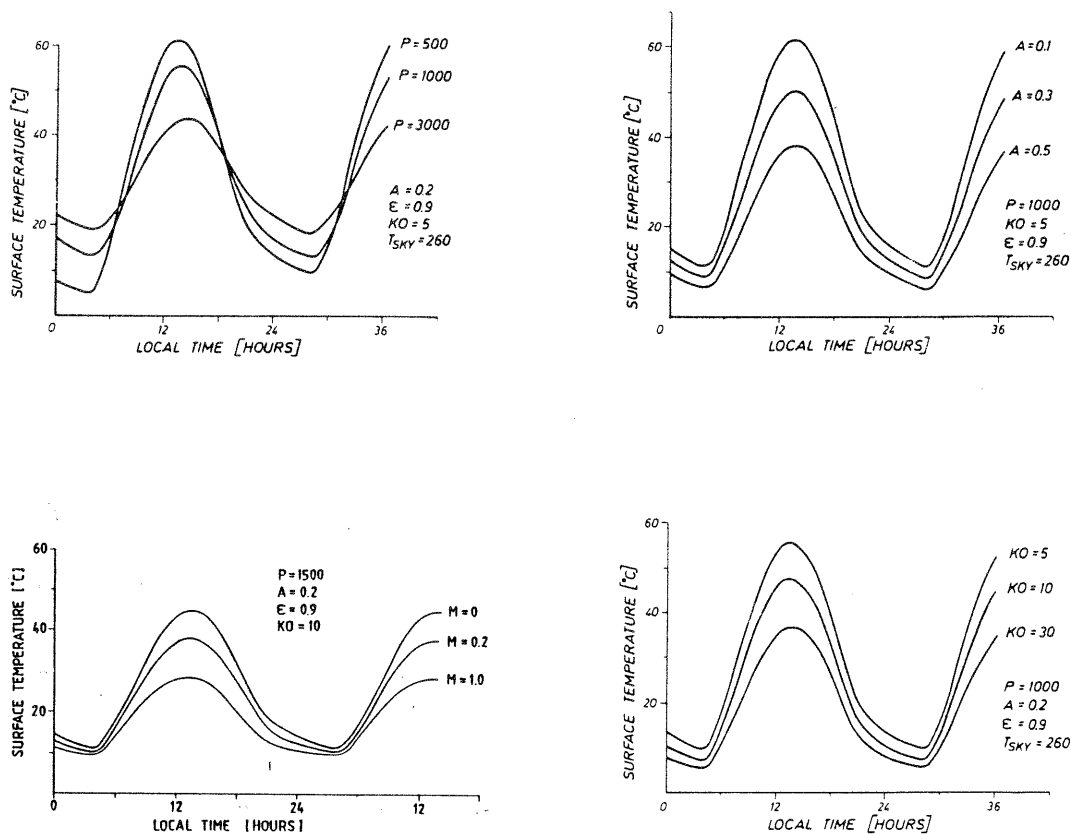 SURFACE TEMPERATURE [°C]
60
40
20
0
12
24
36
LOCAL TIME [HOURS]
P = 500
P = 1000
P = 3000
A = 0.2
Ɛ = 0.9
KO = 5
TSKY = 260
SURFACE TEMPERATURE [°C]
60
40
20
0
12
24
36
LOCAL TIME [HOURS]
A = 0.1
A = 0.3
A = 0.5
P = 1000
KO = 5
Ɛ = 0.9
TSKY = 260
SURFACE TEMPERATURE [°C]
60
40
20
0
12
24
12
LOCAL TIME [HOURS]
P = 1500
A = 0.2
Ɛ = 0.9
KO = 10
M = 0
M = 0.2
M = 1.0
SURFACE TEMPERATURE [°C]
60
40
20
0
12
24
36
LOCAL TIME [HOURS]
KO = 5
KO = 10
KO = 30
P = 1000
A = 0.2
Ɛ = 0.9
TSKY = 260